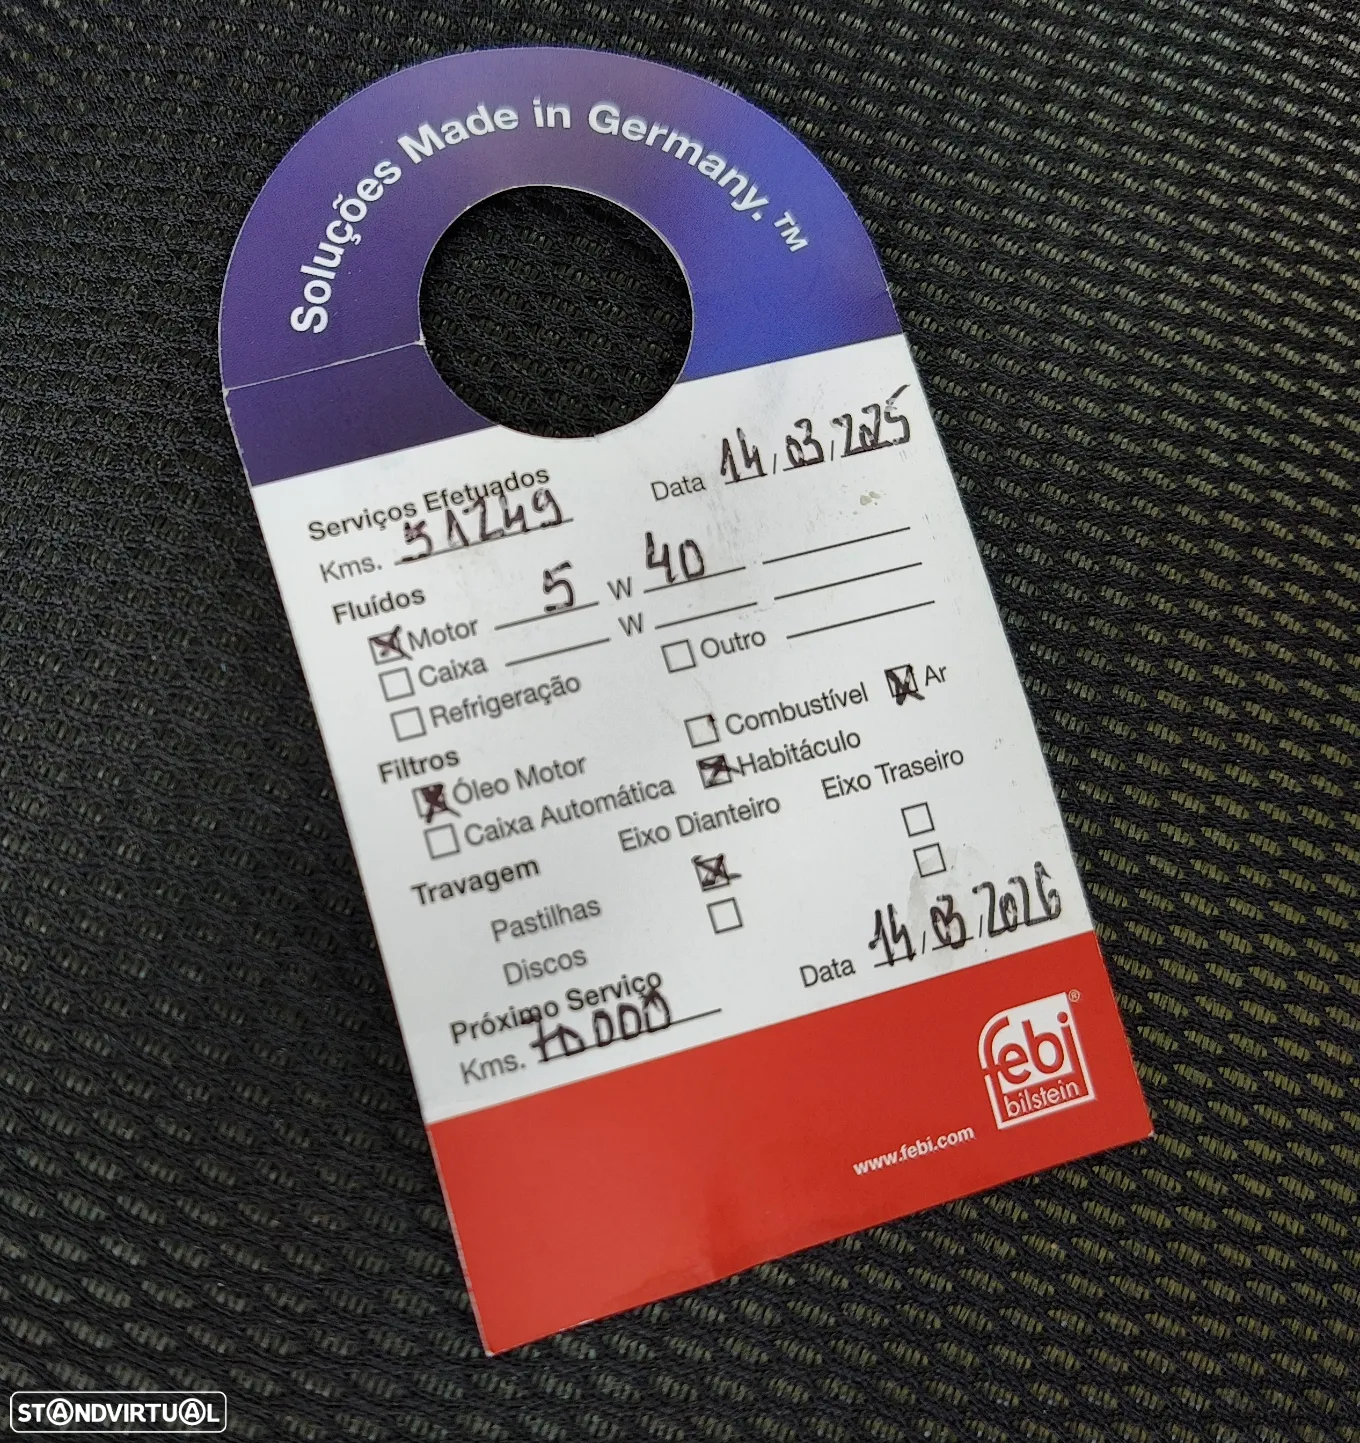 Soluções Made in Germany.™
Serviços Efetuados
Kms. 51249 Data 14/03/2025
Fluídos
Motor 5 W 40
Caixa W
Refrigeração Outro
Filtros
Óleo Motor Combustível Ar
Caixa Automática Habitáculo
Travagem Eixo Dianteiro Eixo Traseiro
Pastilhas
Discos
Próximo Serviço
Kms. 70000 Data 14/03/2026
febi®
bilstein
www.febi.com
STANDVIRTUAL